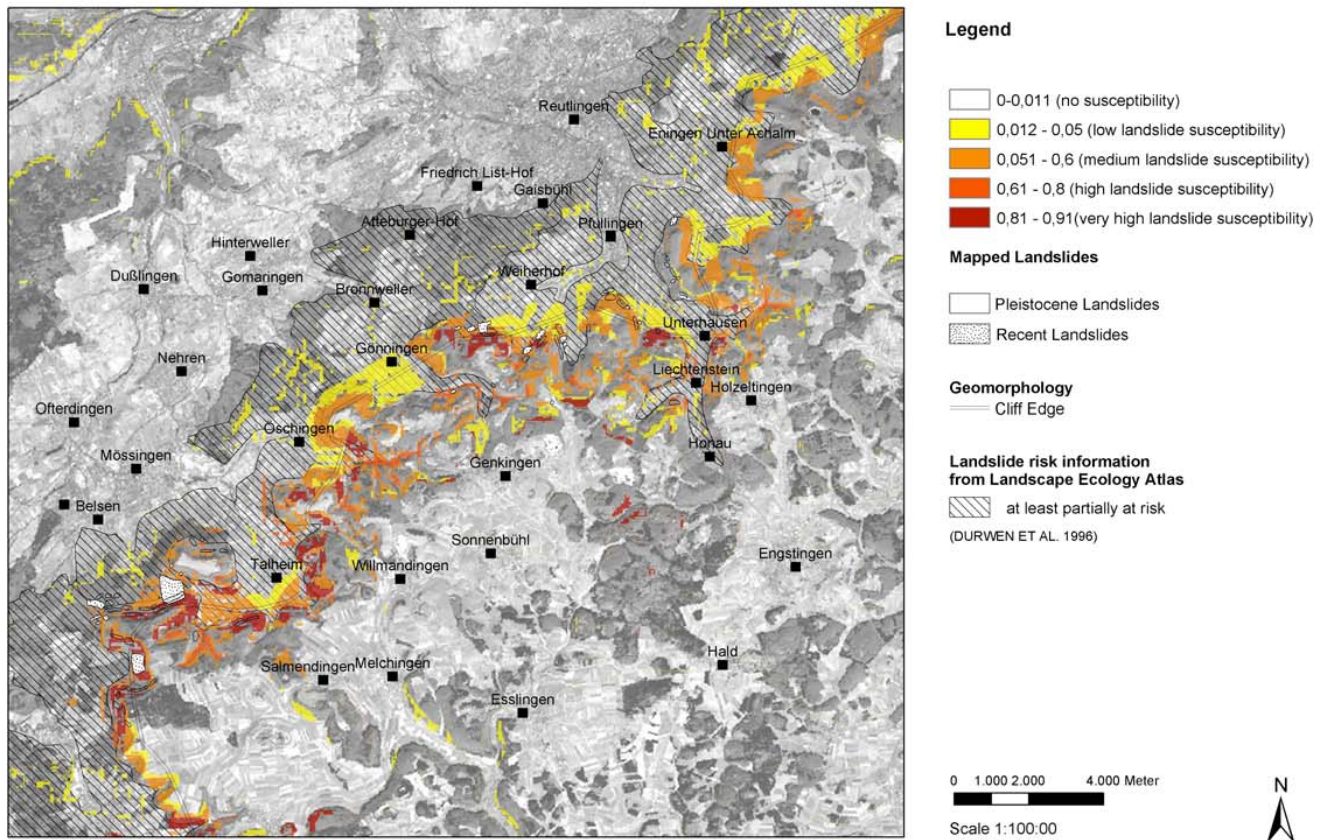 Reutlingen
Eningen Unter Achalm
Friedrich List-Hof
Gaisbühl
Atteburger-Hof
Pfullingen
Hinterweller
Dußlingen
Gomaringen
Weiherhof
Bronnweller
Unterhausen
Gönningen
Nehren
Liechtenstein
Holzeltingen
Ofterdingen
Öschingen
Mössingen
Honau
Genkingen
Belsen
Sonnenbühl
Engstingen
Talheim
Willmandingen
Hald
Salmendingen
Melchingen
Esslingen
Legend
0-0,011 (no susceptibility)
0,012 - 0,05 (low landslide susceptibility)
0,051 - 0,6 (medium landslide susceptibility)
0,61 - 0,8 (high landslide susceptibility)
0,81 - 0,91(very high landslide susceptibility)
Mapped Landslides
Pleistocene Landslides
Recent Landslides
Geomorphology
Cliff Edge
Landslide risk information
from Landscape Ecology Atlas
at least partially at risk
(DURWEN ET AL. 1996)
0 1.000 2.000 4.000 Meter
Scale 1:100:00
N